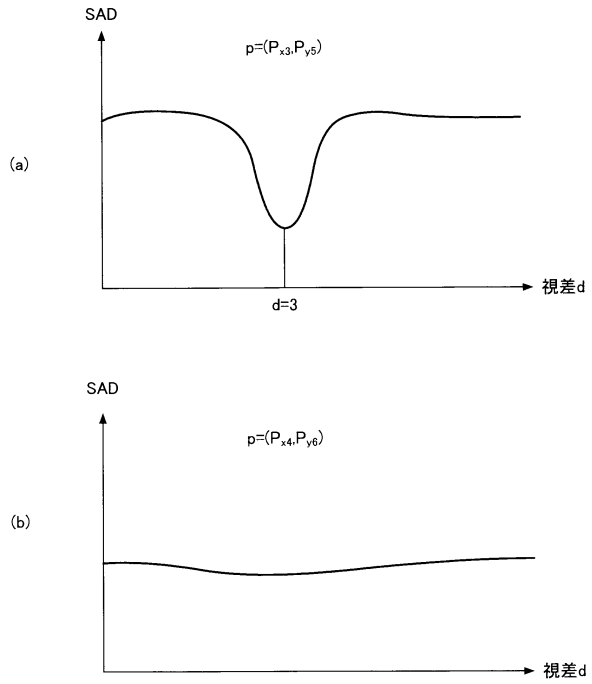 SAD
p=(Px3,Py5)
(a)
視差d
d=3
SAD
p=(Px4,Py6)
(b)
視差d